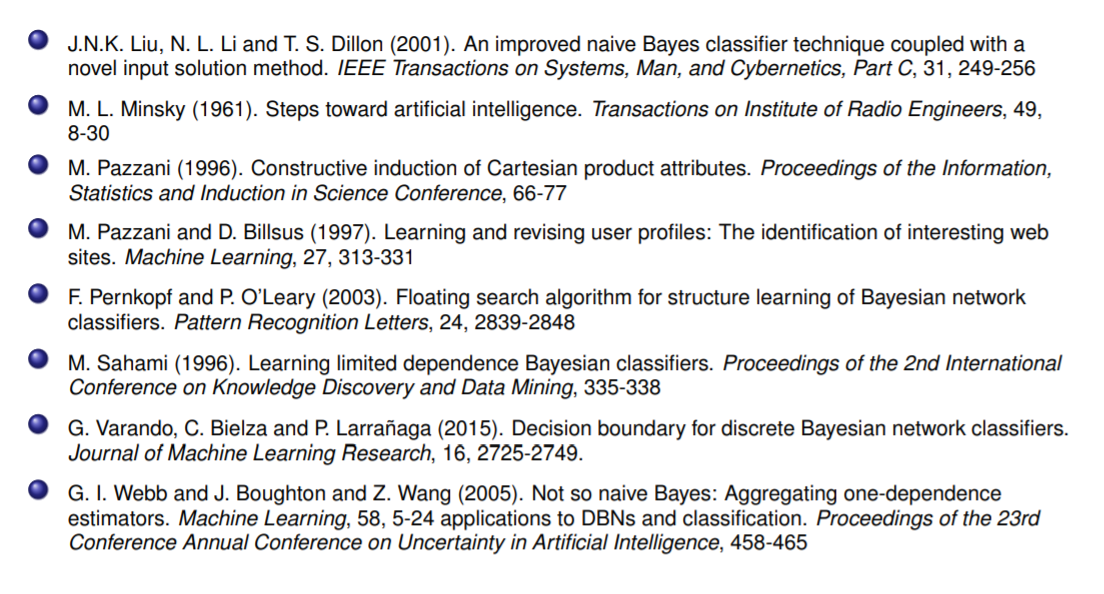 J.N.K. Liu, N. L. Li and T. S. Dillon (2001). An improved naive Bayes classifier technique coupled with a
novel input solution method. IEEE Transactions on Systems, Man, and Cybernetics, Part C, 31, 249-256
M. L. Minsky (1961). Steps toward artificial intelligence. Transactions on Institute of Radio Engineers, 49,
8-30
M. Pazzani (1996). Constructive induction of Cartesian product attributes. Proceedings of the Information,
Statistics and Induction in Science Conference, 66-77
M. Pazzani and D. Billsus (1997). Learning and revising user profiles: The identification of interesting web
sites. Machine Learning, 27, 313-331
F. Pernkopf and P. O'Leary (2003). Floating search algorithm for structure learning of Bayesian network
classifiers. Pattern Recognition Letters, 24, 2839-2848
M. Sahami (1996). Learning limited dependence Bayesian classifiers. Proceedings of the 2nd International
Conference on Knowledge Discovery and Data Mining, 335-338
G. Varando, C. Bielza and P. Larrañaga (2015). Decision boundary for discrete Bayesian network classifiers.
Journal of Machine Learning Research, 16, 2725-2749.
G. I. Webb and J. Boughton and Z. Wang (2005). Not so naive Bayes: Aggregating one-dependence
estimators. Machine Learning, 58, 5-24 applications to DBNs and classification. Proceedings of the 23rd
Conference Annual Conference on Uncertainty in Artificial Intelligence, 458-465